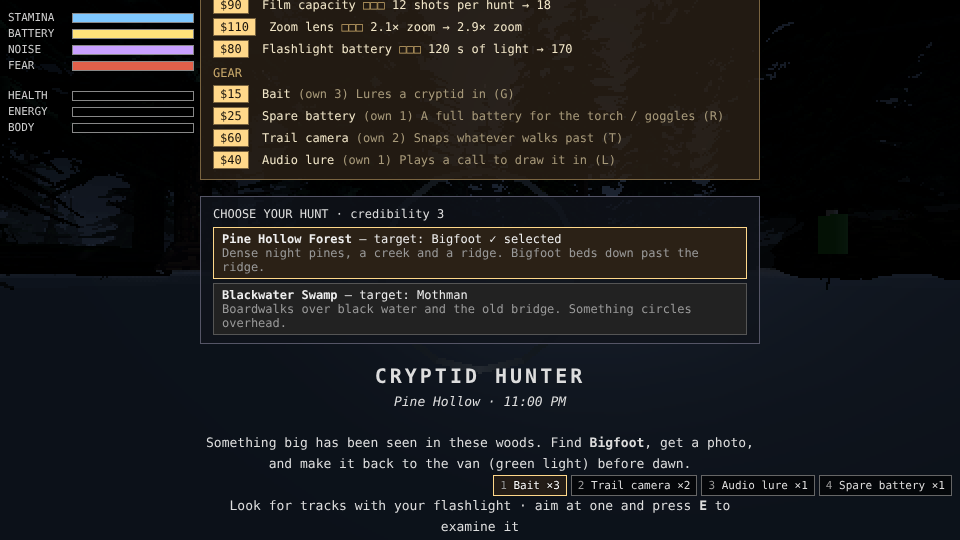 $90 Film capacity □□□ 12 shots per hunt → 18
STAMINA
$110 Zoom lens □□□ 2.1× zoom → 2.9× zoom
BATTERY
NOISE
$80 Flashlight battery □□□ 120 s of light → 170
FEAR
GEAR
HEALTH
$15 Bait (own 3) Lures a cryptid in (G)
ENERGY
$25 Spare battery (own 1) A full battery for the torch / goggles (R)
BODY
$60 Trail camera (own 2) Snaps whatever walks past (T)
$40 Audio lure (own 1) Plays a call to draw it in (L)
CHOOSE YOUR HUNT · credibility 3
Pine Hollow Forest — target: Bigfoot ✓ selected
Dense night pines, a creek and a ridge. Bigfoot beds down past the
ridge.
Blackwater Swamp — target: Mothman
Boardwalks over black water and the old bridge. Something circles
overhead.
CRYPTID HUNTER
Pine Hollow · 11:00 PM
Something big has been seen in these woods. Find Bigfoot, get a photo,
and make it back to the van (green light) before dawn.
1 Bait ×3 2 Trail camera ×2 3 Audio lure ×1 4 Spare battery ×1
Look for tracks with your flashlight · aim at one and press E to
examine it